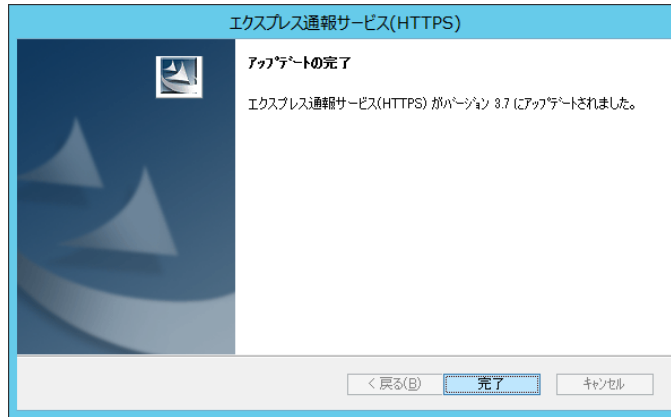 エクスプレス通報サービス(HTTPS)
ｱｯﾌﾟﾃﾞｰﾄの完了
エクスプレス通報サービス(HTTPS) がﾊﾞｰｼﾞｮﾝ 3.7 にｱｯﾌﾟﾃﾞｰﾄされました。
< 戻る(B)
完了
ｷｬﾝｾﾙ